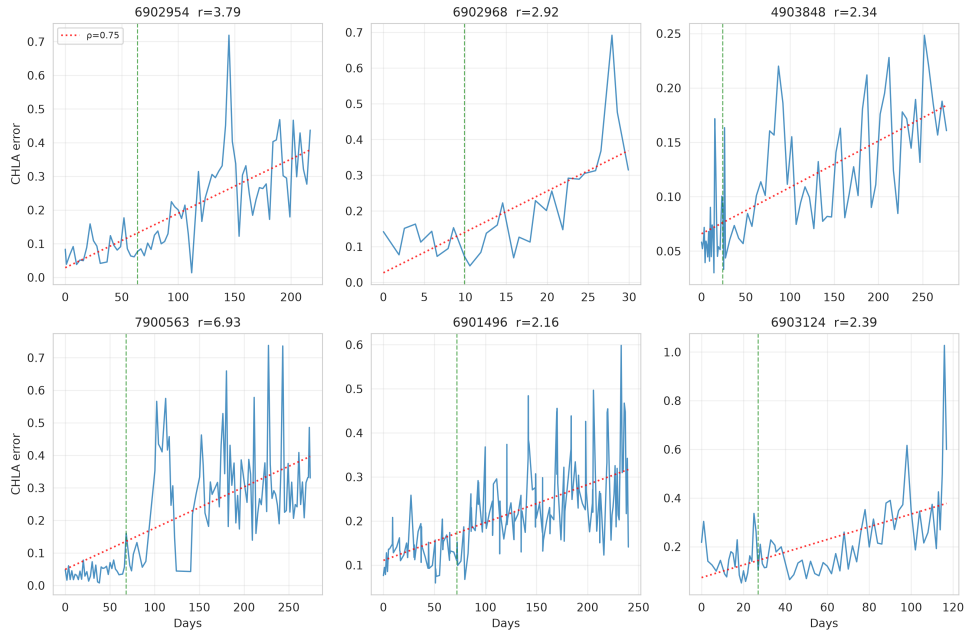 6902954  r=3.79
6902968  r=2.92
4903848  r=2.34
ρ=0.75
CHLA error
0.7
0.6
0.5
0.4
0.3
0.2
0.1
0.0
0 50 100 150 200
0.7
0.6
0.5
0.4
0.3
0.2
0.1
0.0
0 5 10 15 20 25 30
0.25
0.20
0.15
0.10
0.05
0 50 100 150 200 250
7900563  r=6.93
6901496  r=2.16
6903124  r=2.39
CHLA error
0.7
0.6
0.5
0.4
0.3
0.2
0.1
0.0
0 50 100 150 200 250
Days
0.6
0.5
0.4
0.3
0.2
0.1
0 50 100 150 200 250
Days
1.0
0.8
0.6
0.4
0.2
0 20 40 60 80 100 120
Days